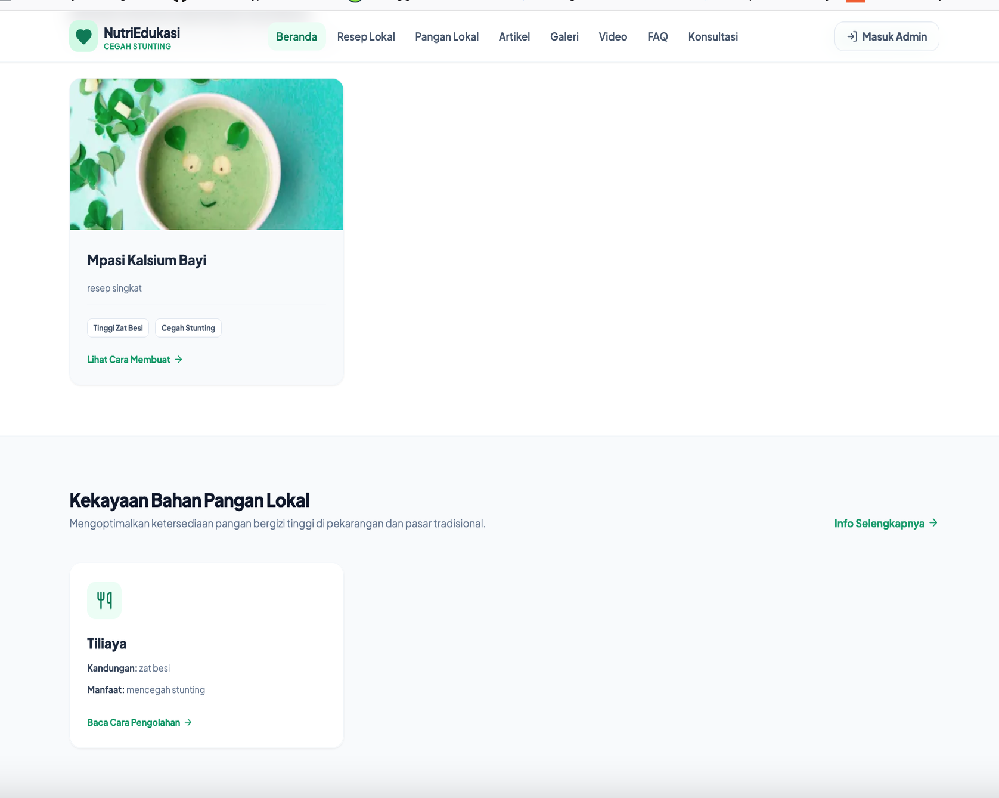 NutriEdukasi
CEGAH STUNTING
Beranda
Resep Lokal
Pangan Lokal
Artikel
Galeri
Video
FAQ
Konsultasi
Masuk Admin
Mpasi Kalsium Bayi
resep singkat
Tinggi Zat Besi
Cegah Stunting
Lihat Cara Membuat →
Kekayaan Bahan Pangan Lokal
Mengoptimalkan ketersediaan pangan bergizi tinggi di pekarangan dan pasar tradisional.
Info Selengkapnya →
Tiliaya
Kandungan: zat besi
Manfaat: mencegah stunting
Baca Cara Pengolahan →